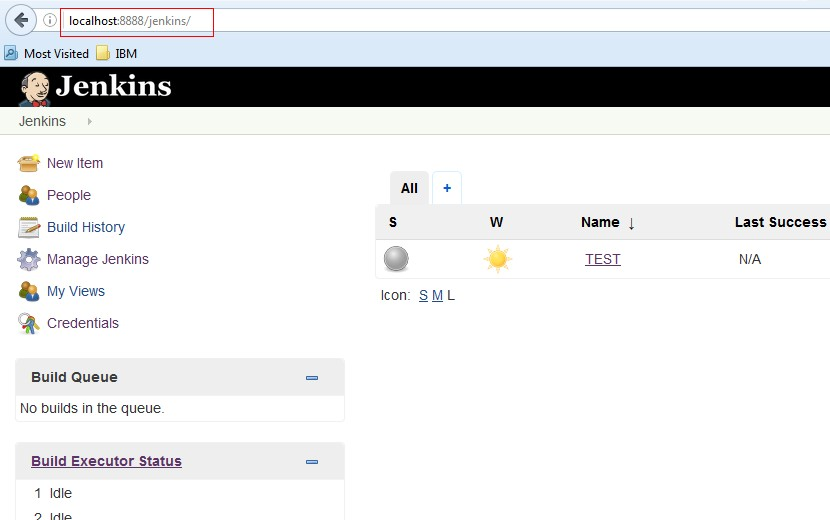 localhost:8888/jenkins/
Most Visited IBM
Jenkins
Jenkins
New Item
People
Build History
Manage Jenkins
My Views
Credentials
All +
S W Name ↓ Last Success
TEST N/A
Icon: S M L
Build Queue
No builds in the queue.
Build Executor Status
1 Idle
2 Idle